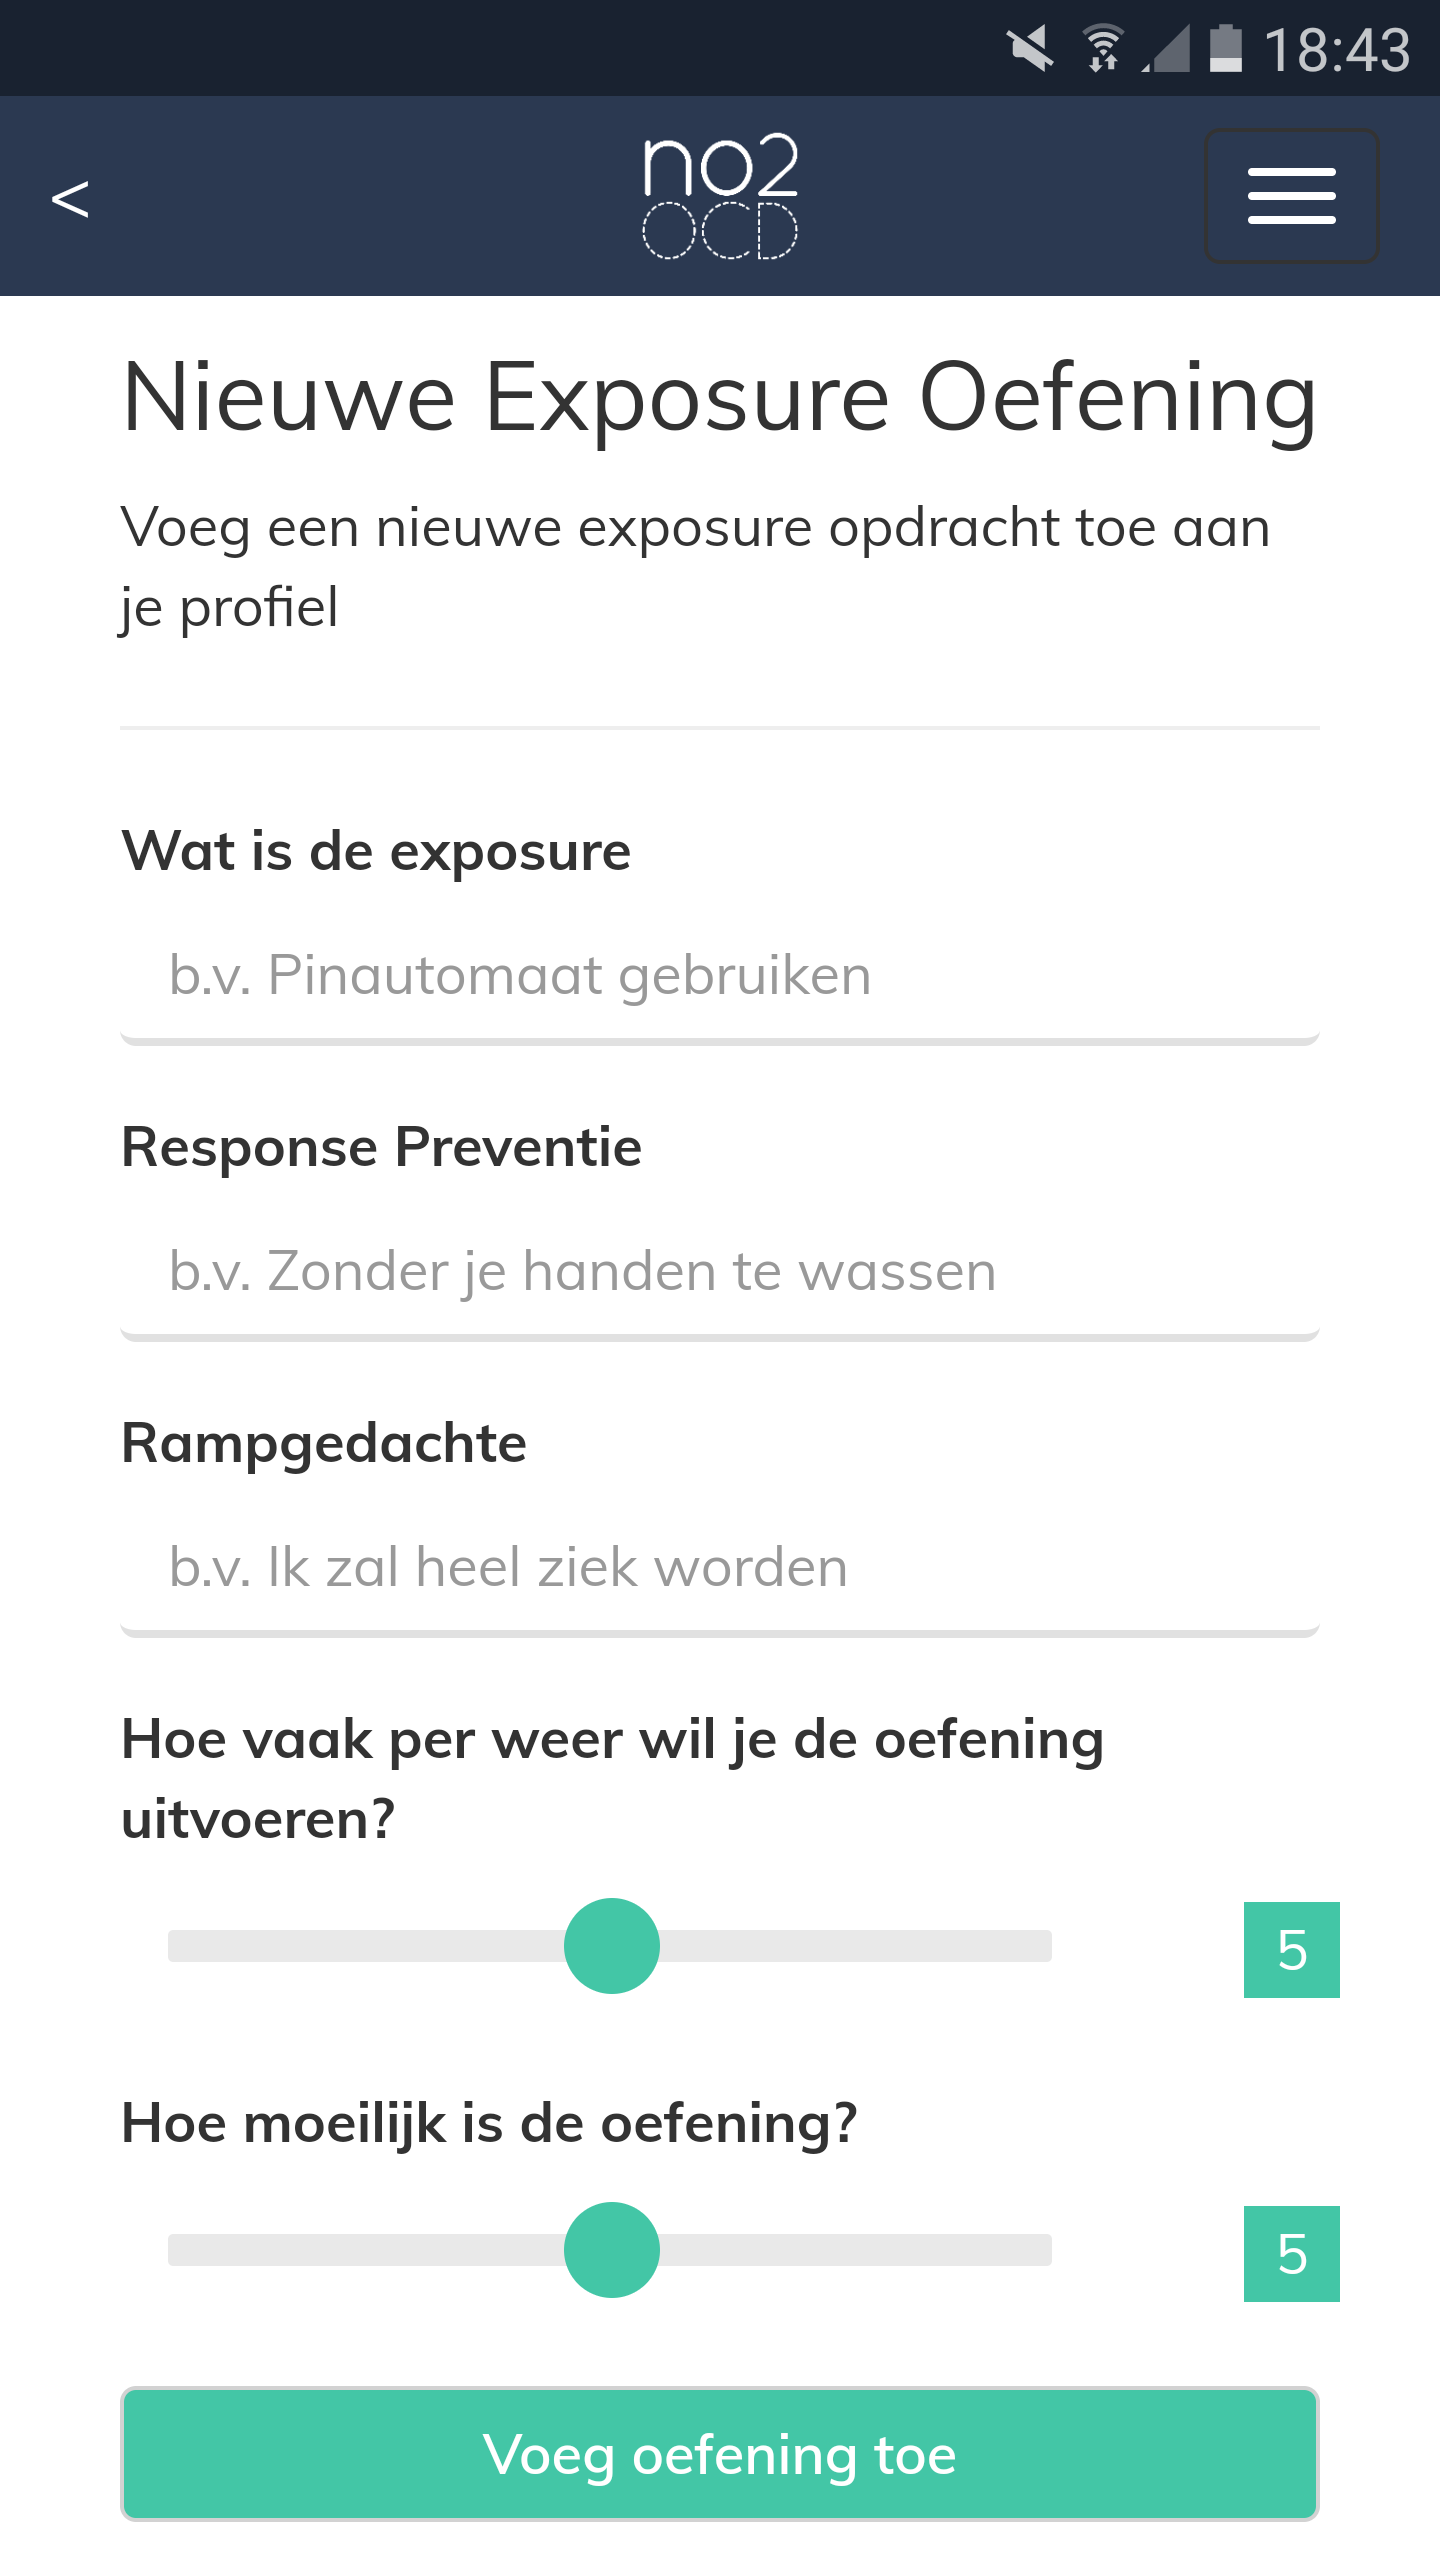 18:43
<
no2
OCD
Nieuwe Exposure Oefening
Voeg een nieuwe exposure opdracht toe aan
je profiel
Wat is de exposure
b.v. Pinautomaat gebruiken
Response Preventie
b.v. Zonder je handen te wassen
Rampgedachte
b.v. Ik zal heel ziek worden
Hoe vaak per weer wil je de oefening
uitvoeren?
5
Hoe moeilijk is de oefening?
5
Voeg oefening toe